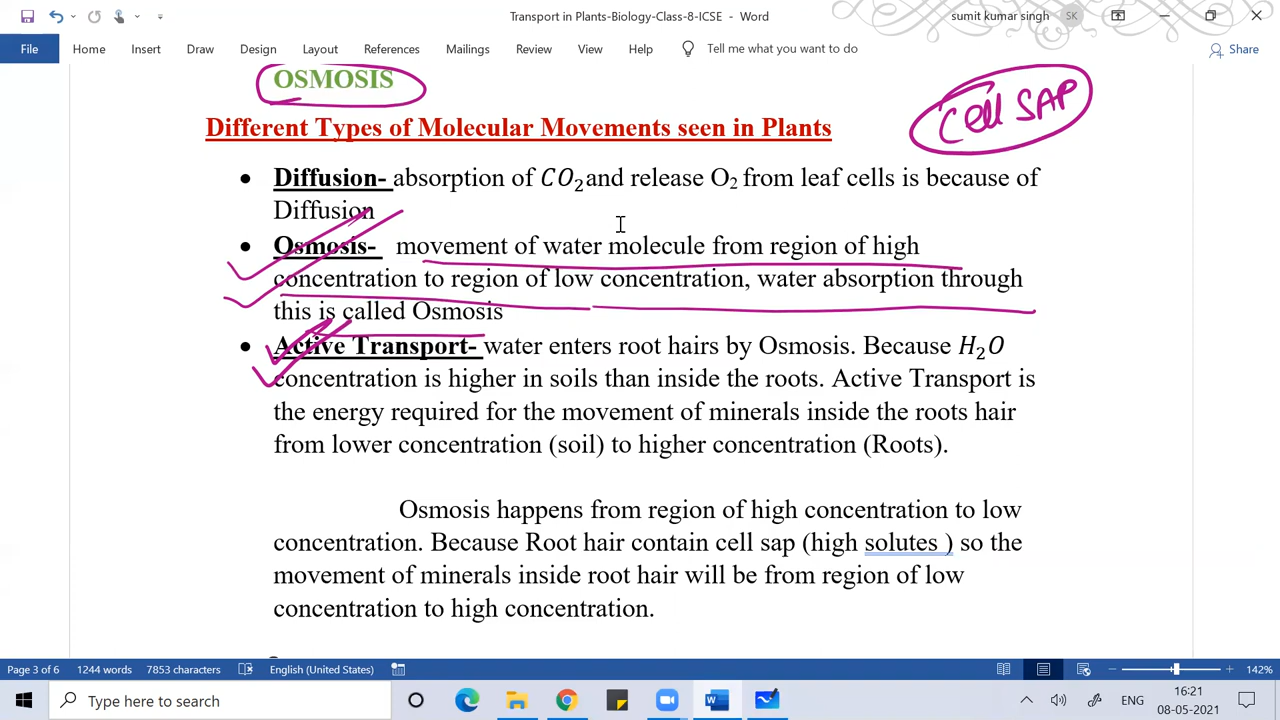 Transport in Plants-Biology-Class-8-ICSE - Word
sumit kumar singh
SK
File Home Insert Draw Design Layout References Mailings Review View Help Tell me what you want to do Share
OSMOSIS
Cell SAP
Different Types of Molecular Movements seen in Plants
• Diffusion- absorption of CO₂and release O₂ from leaf cells is because of
Diffusion
• Osmosis- movement of water molecule from region of high
concentration to region of low concentration, water absorption through
this is called Osmosis
• Active Transport- water enters root hairs by Osmosis. Because H₂O
concentration is higher in soils than inside the roots. Active Transport is
the energy required for the movement of minerals inside the roots hair
from lower concentration (soil) to higher concentration (Roots).
Osmosis happens from region of high concentration to low
concentration. Because Root hair contain cell sap (high solutes ) so the
movement of minerals inside root hair will be from region of low
concentration to high concentration.
Page 3 of 6 1244 words 7853 characters English (United States) 142%
Type here to search
ENG
16:21
08-05-2021